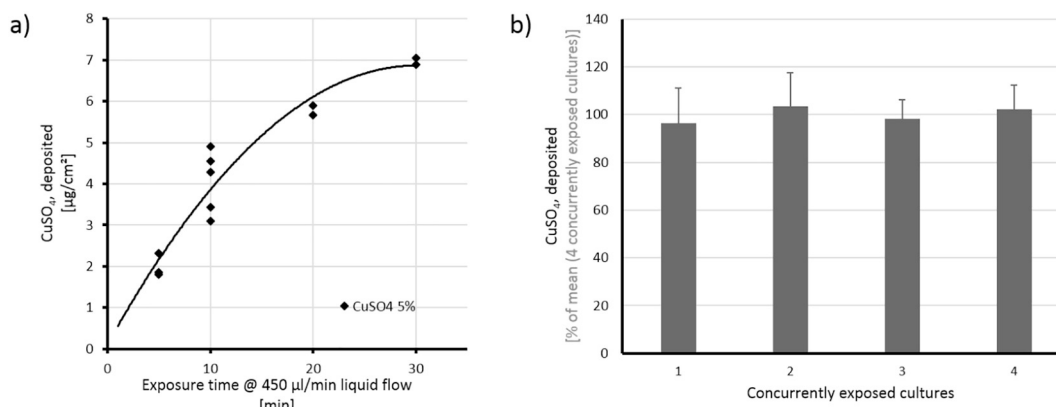 a)
CuSO₄, deposited
[µg/cm²]
8
7
6
5
4
3
2
1
0
CuSO4 5%
0
10
20
30
Exposure time @ 450 µl/min liquid flow
[min]
b)
CuSO₄, deposited
[% of mean (4 concurrently exposed cultures)]
140
120
100
80
60
40
20
0
1
2
3
4
Concurrently exposed cultures